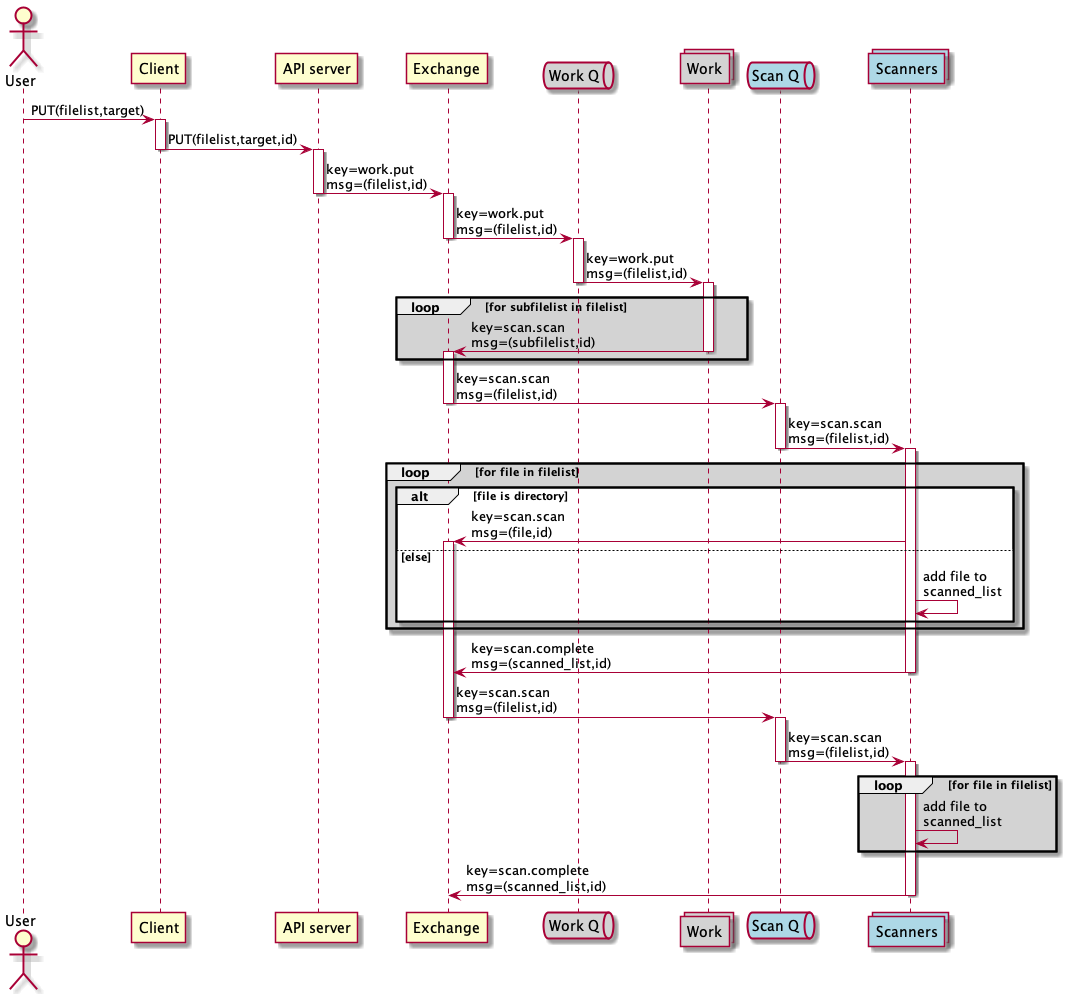 User
Client
API server
Exchange
Work Q
Work
Scan Q
Scanners
PUT(filelist,target)
PUT(filelist,target,id)
key=work.put
msg=(filelist,id)
key=work.put
msg=(filelist,id)
key=work.put
msg=(filelist,id)
loop [for subfilelist in filelist]
key=scan.scan
msg=(subfilelist,id)
key=scan.scan
msg=(filelist,id)
key=scan.scan
msg=(filelist,id)
loop [for file in filelist]
alt [file is directory]
key=scan.scan
msg=(file,id)
[else]
add file to
scanned_list
key=scan.complete
msg=(scanned_list,id)
key=scan.scan
msg=(filelist,id)
key=scan.scan
msg=(filelist,id)
loop [for file in filelist]
add file to
scanned_list
key=scan.complete
msg=(scanned_list,id)
User
Client
API server
Exchange
Work Q
Work
Scan Q
Scanners